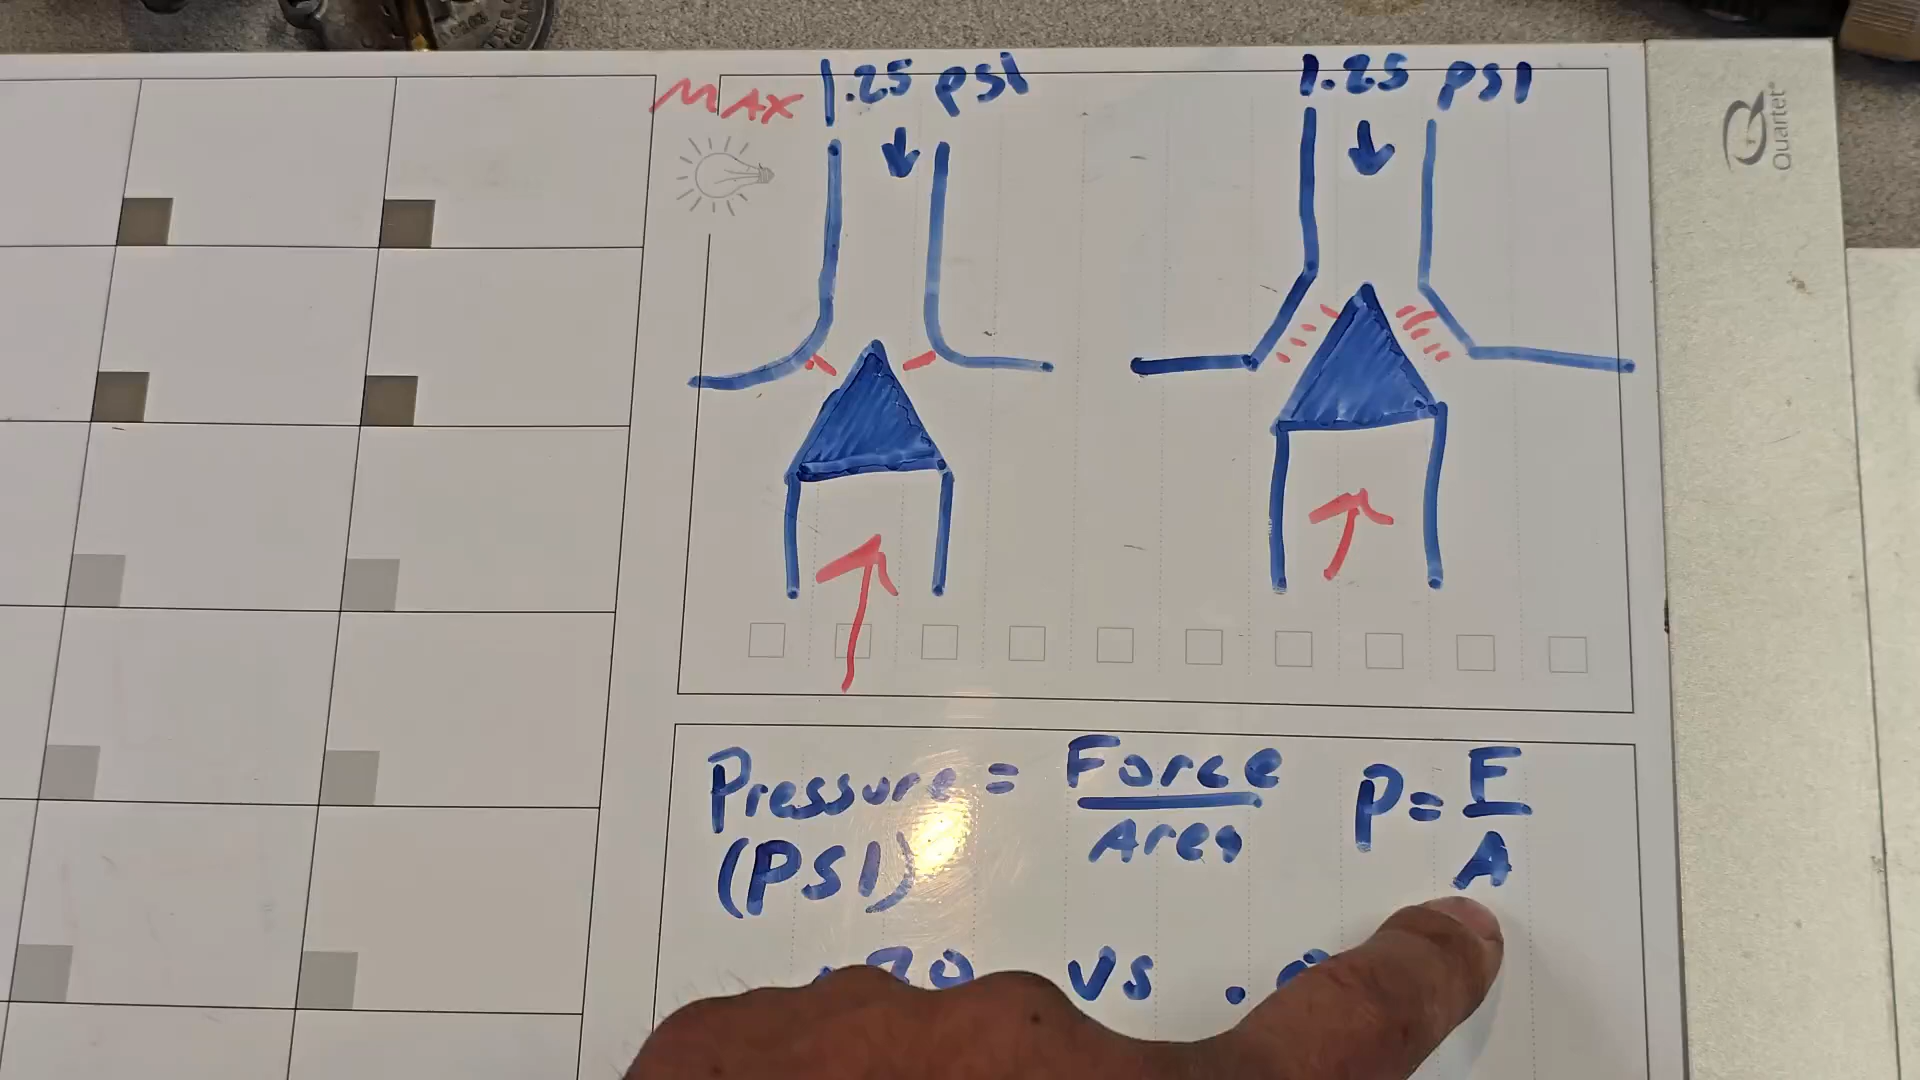 MAX 1.25 psi
1.25 psi
Quartet
Pressure = Force
Area
(PSI)
P = F
A
vs